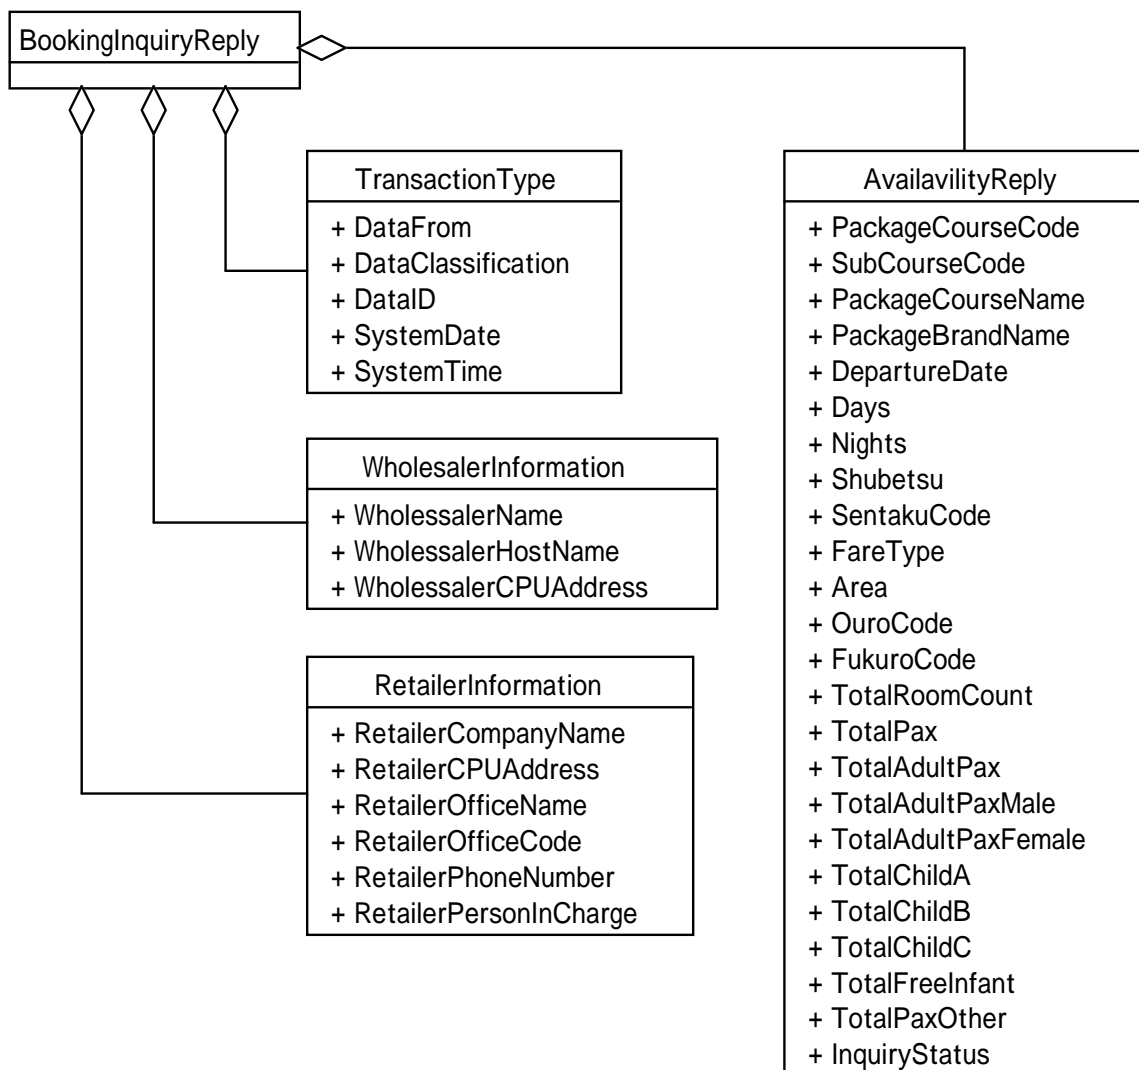 BookingInquiryReply
TransactionType
+ DataFrom
+ DataClassification
+ DataID
+ SystemDate
+ SystemTime
WholesalerInformation
+ WholessalerName
+ WholessalerHostName
+ WholessalerCPUAddress
RetailerInformation
+ RetailerCompanyName
+ RetailerCPUAddress
+ RetailerOfficeName
+ RetailerOfficeCode
+ RetailerPhoneNumber
+ RetailerPersonInCharge
AvailavilityReply
+ PackageCourseCode
+ SubCourseCode
+ PackageCourseName
+ PackageBrandName
+ DepartureDate
+ Days
+ Nights
+ Shubetsu
+ SentakuCode
+ FareType
+ Area
+ OuroCode
+ FukuroCode
+ TotalRoomCount
+ TotalPax
+ TotalAdultPax
+ TotalAdultPaxMale
+ TotalAdultPaxFemale
+ TotalChildA
+ TotalChildB
+ TotalChildC
+ TotalFreeInfant
+ TotalPaxOther
+ InquiryStatus